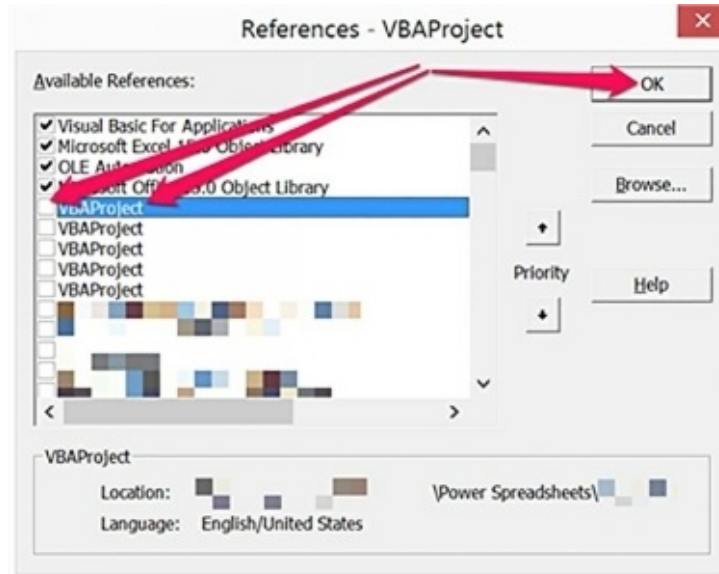 References - VBAProject
Available References:
OK
Visual Basic For Applications
Microsoft Excel Object Library
Cancel
OLE Automation
Object Library
Browse...
VBAProject
VBAProject
VBAProject
VBAProject
VBAProject
Priority
Help
VBAProject
Location: \Power Spreadsheets\
Language: English/United States